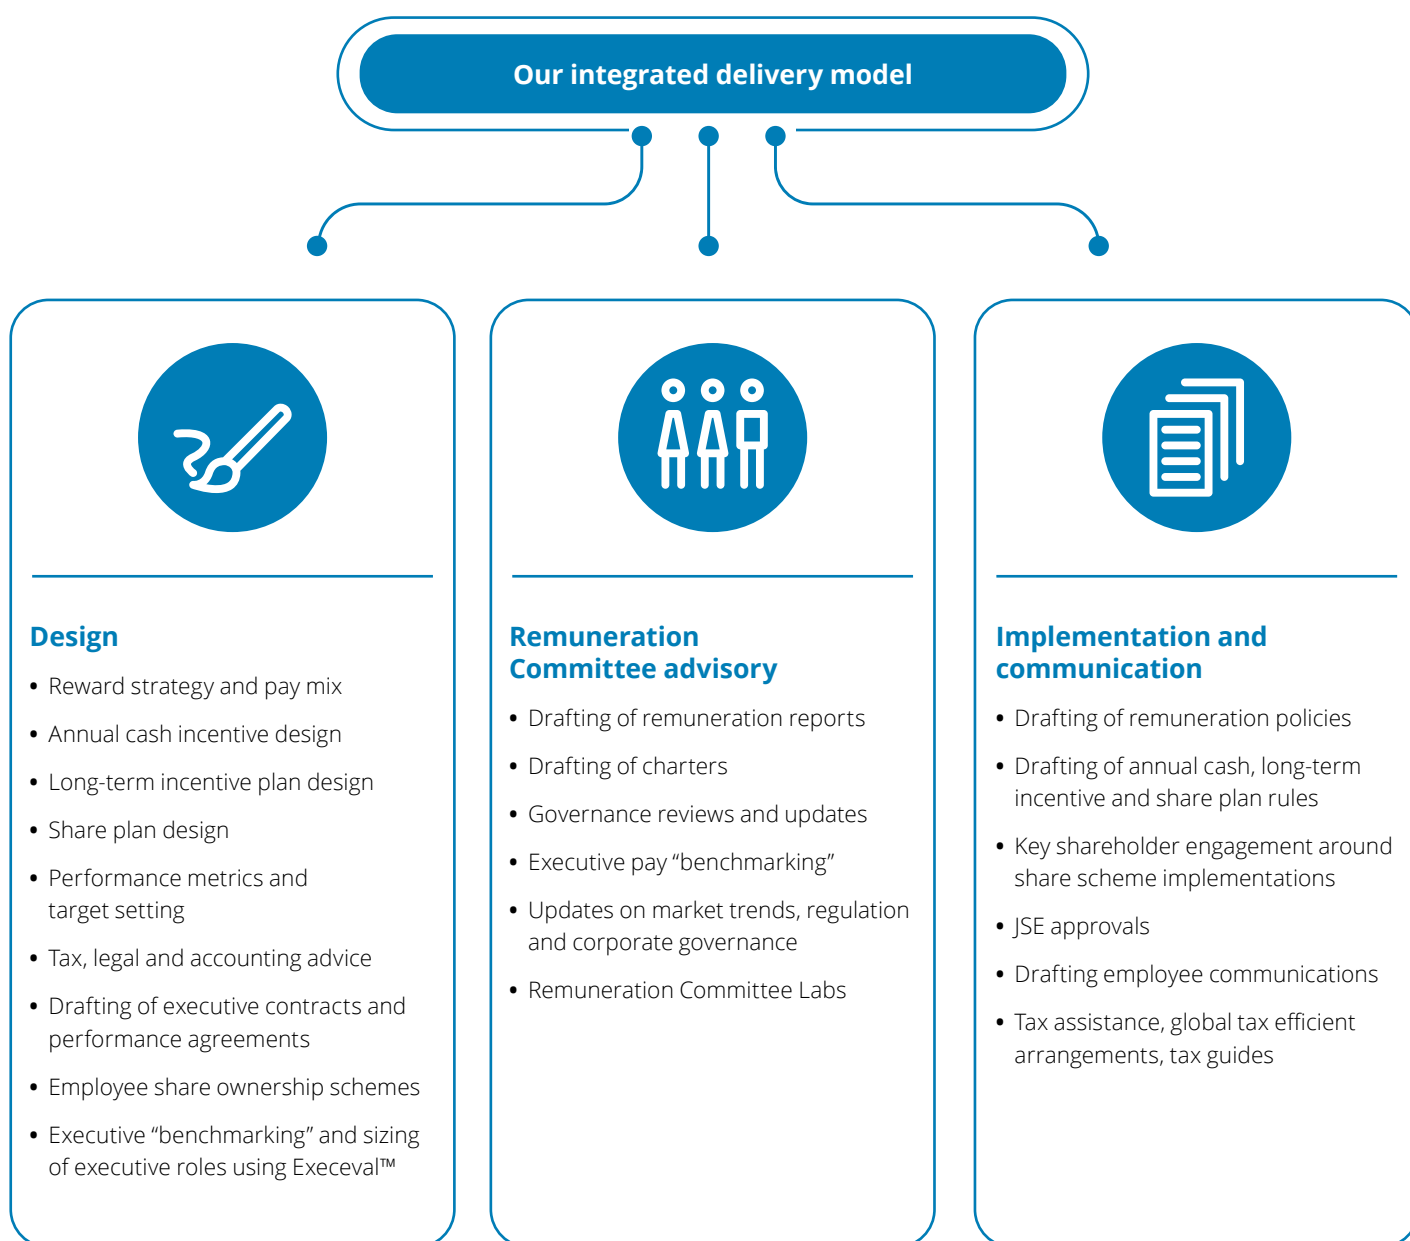 Our integrated delivery model
Design
• Reward strategy and pay mix
• Annual cash incentive design
• Long-term incentive plan design
• Share plan design
• Performance metrics and
target setting
• Tax, legal and accounting advice
• Drafting of executive contracts and
performance agreements
• Employee share ownership schemes
• Executive “benchmarking” and sizing
of executive roles using Execeval™
Remuneration
Committee advisory
• Drafting of remuneration reports
• Drafting of charters
• Governance reviews and updates
• Executive pay “benchmarking”
• Updates on market trends, regulation
and corporate governance
• Remuneration Committee Labs
Implementation and
communication
• Drafting of remuneration policies
• Drafting of annual cash, long-term
incentive and share plan rules
• Key shareholder engagement around
share scheme implementations
• JSE approvals
• Drafting employee communications
• Tax assistance, global tax efficient
arrangements, tax guides